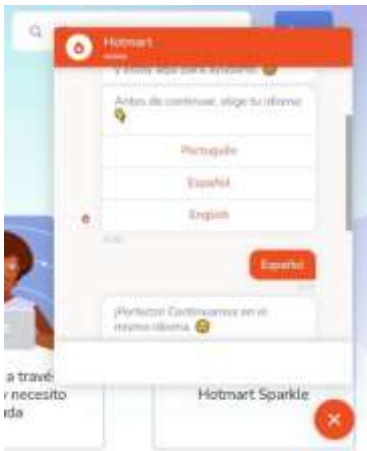 Hotmart
y estoy aquí para ayudarte
Antes de continuar, elige tu idioma
Português
Español
English
Español
¡Perfecto! Continuamos en el
mismo idioma.
a travé
necesito
da
Hotmart Sparkle